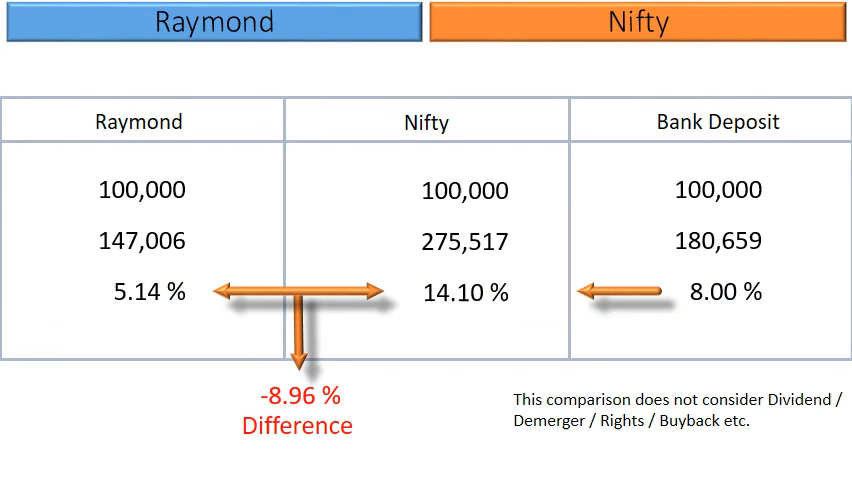 Raymond
Nifty
Raymond
Nifty
Bank Deposit
100,000
100,000
100,000
147,006
275,517
180,659
5.14 %
14.10 %
8.00 %
-8.96 %
Difference
This comparison does not consider Dividend /
Demerger / Rights / Buyback etc.